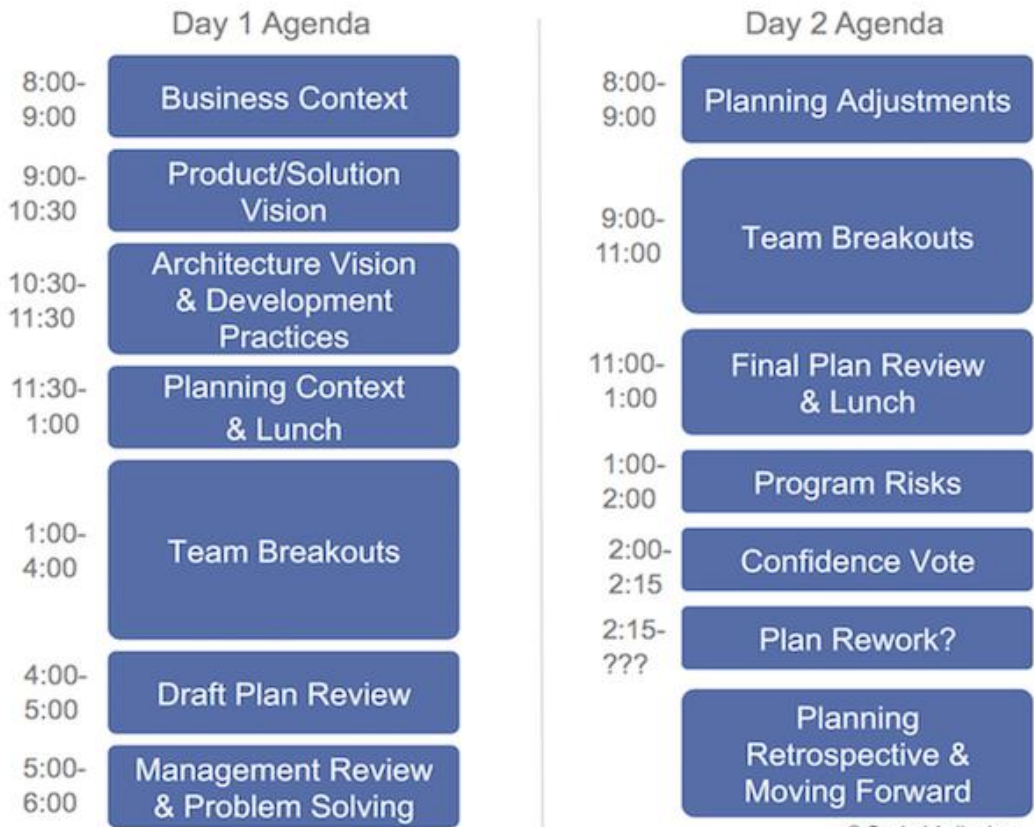 Day 1 Agenda
8:00-
9:00
Business Context
9:00-
10:30
Product/Solution
Vision
10:30-
11:30
Architecture Vision
& Development
Practices
11:30-
1:00
Planning Context
& Lunch
1:00-
4:00
Team Breakouts
4:00-
5:00
Draft Plan Review
5:00-
6:00
Management Review
& Problem Solving
Day 2 Agenda
8:00-
9:00
Planning Adjustments
9:00-
11:00
Team Breakouts
11:00-
1:00
Final Plan Review
& Lunch
1:00-
2:00
Program Risks
2:00-
2:15
Confidence Vote
2:15-
???
Plan Rework?
Planning
Retrospective &
Moving Forward